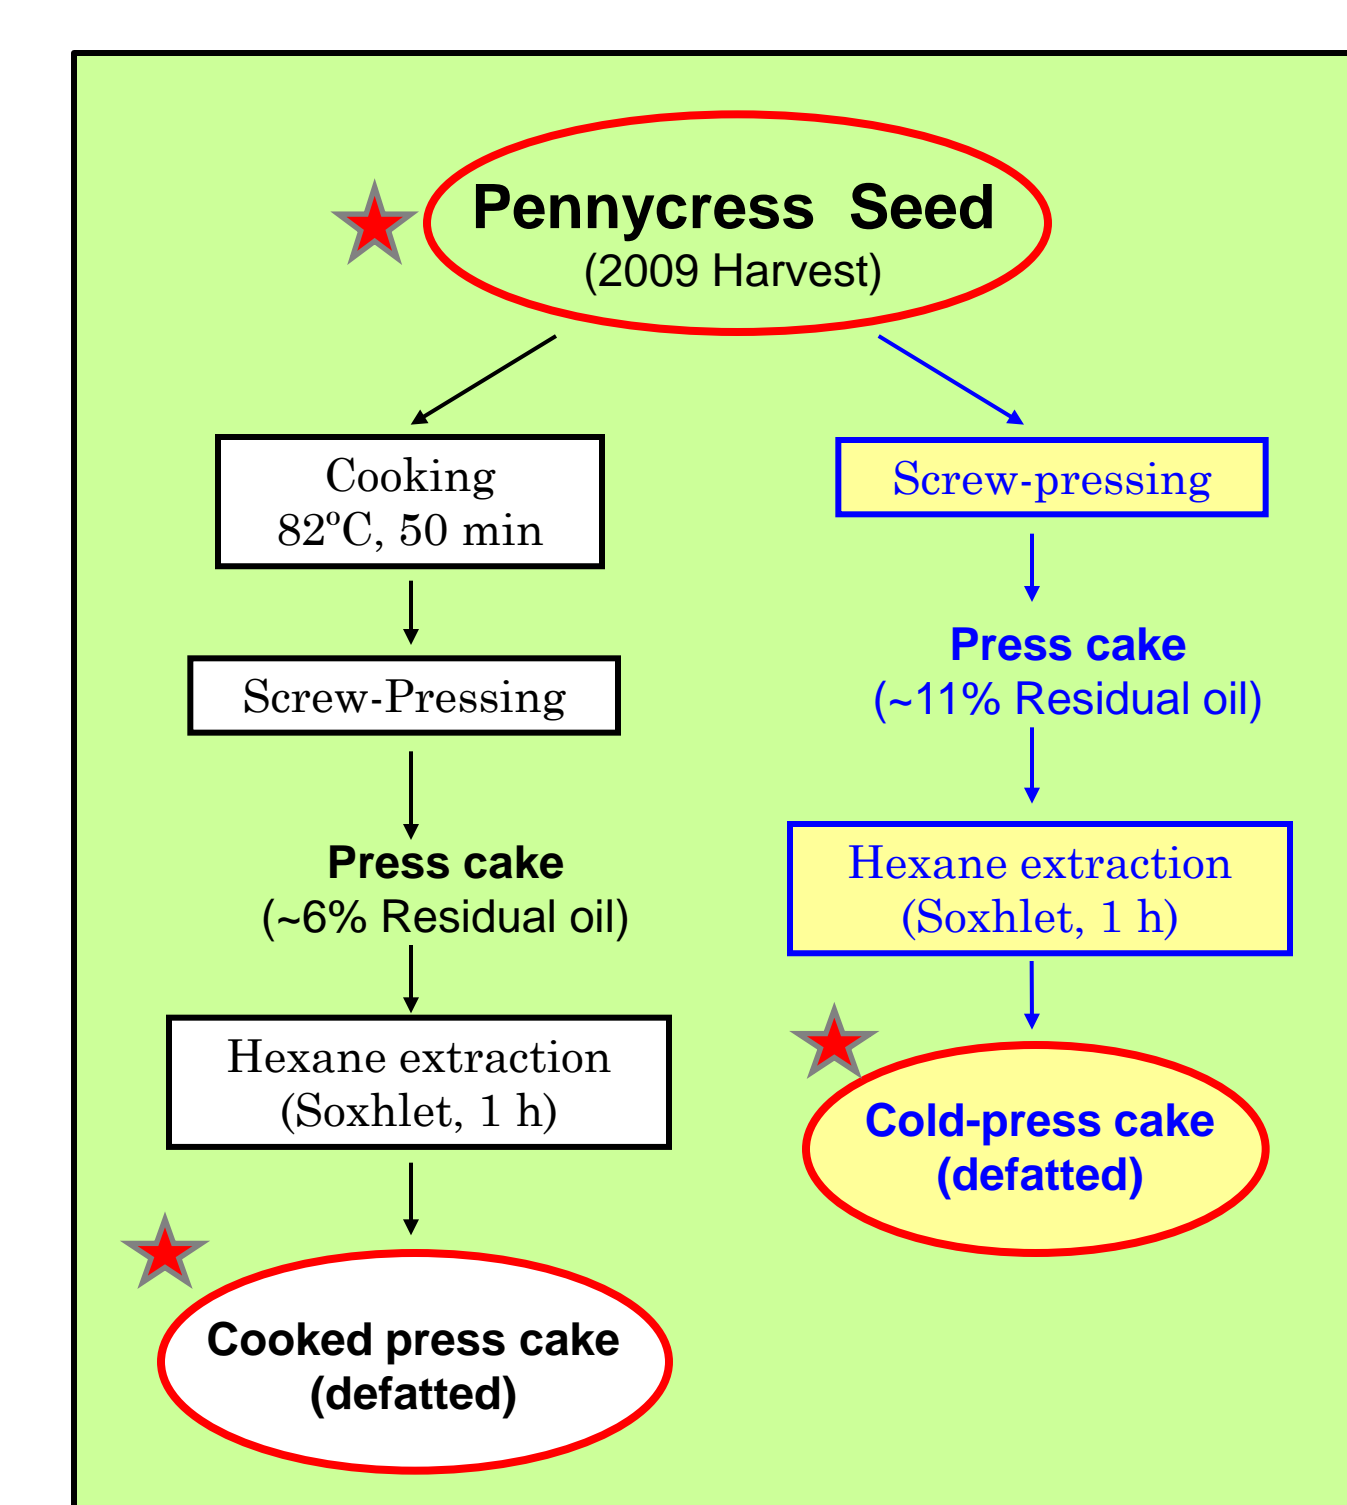 Pennycress Seed
(2009 Harvest)
Cooking
82ºC, 50 min
Screw-Pressing
Press cake
(~6% Residual oil)
Hexane extraction
(Soxhlet, 1 h)
Cooked press cake
(defatted)
Screw-pressing
Press cake
(~11% Residual oil)
Hexane extraction
(Soxhlet, 1 h)
Cold-press cake
(defatted)